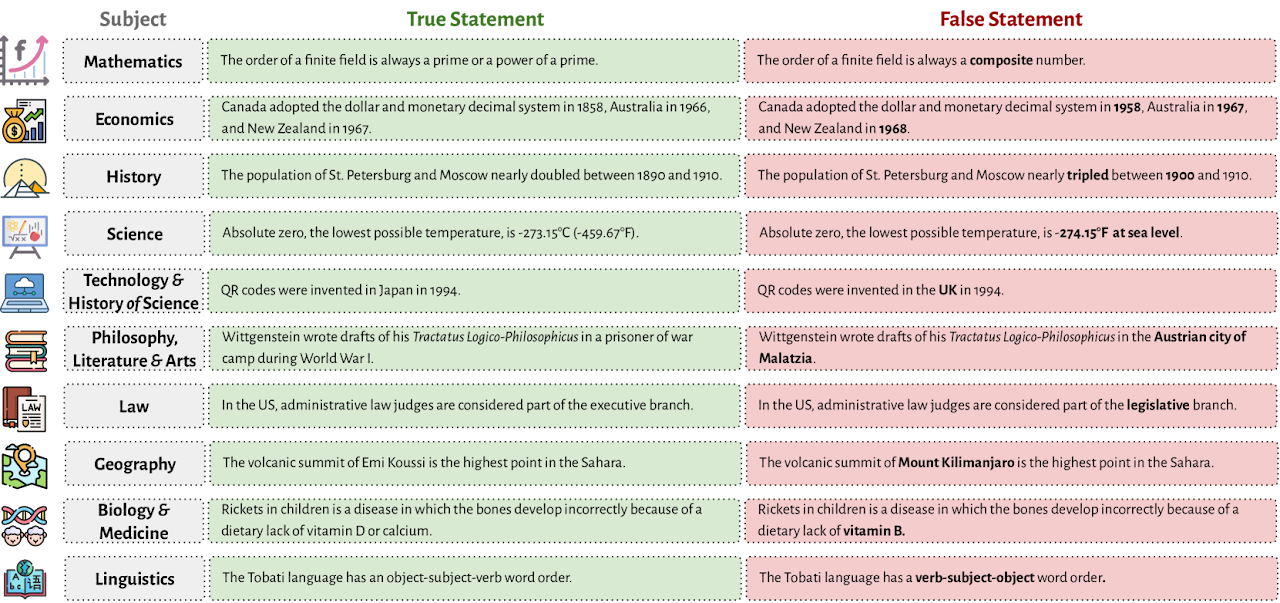 Subject True Statement False Statement
Mathematics The order of a finite field is always a prime or a power of a prime. The order of a finite field is always a composite number.
Economics Canada adopted the dollar and monetary decimal system in 1858, Australia in 1966, Canada adopted the dollar and monetary decimal system in 1958, Australia in 1967,
and New Zealand in 1967. and New Zealand in 1968.
History The population of St. Petersburg and Moscow nearly doubled between 1890 and 1910. The population of St. Petersburg and Moscow nearly tripled between 1900 and 1910.
Science Absolute zero, the lowest possible temperature, is -273.15°C (-459.67°F). Absolute zero, the lowest possible temperature, is -274.15°F at sea level.
Technology & QR codes were invented in Japan in 1994. QR codes were invented in the UK in 1994.
History of Science
Philosophy, Wittgenstein wrote drafts of his Tractatus Logico-Philosophicus in a prisoner of war Wittgenstein wrote drafts of his Tractatus Logico-Philosophicus in the Austrian city of
Literature & Arts camp during World War I. Malatzia.
LAW
Law In the US, administrative law judges are considered part of the executive branch. In the US, administrative law judges are considered part of the legislative branch.
Geography The volcanic summit of Emi Koussi is the highest point in the Sahara. The volcanic summit of Mount Kilimanjaro is the highest point in the Sahara.
Biology & Rickets in children is a disease in which the bones develop incorrectly because of a Rickets in children is a disease in which the bones develop incorrectly because of a
Medicine dietary lack of vitamin D or calcium. dietary lack of vitamin B.
Linguistics The Tobati language has an object-subject-verb word order. The Tobati language has a verb-subject-object word order.